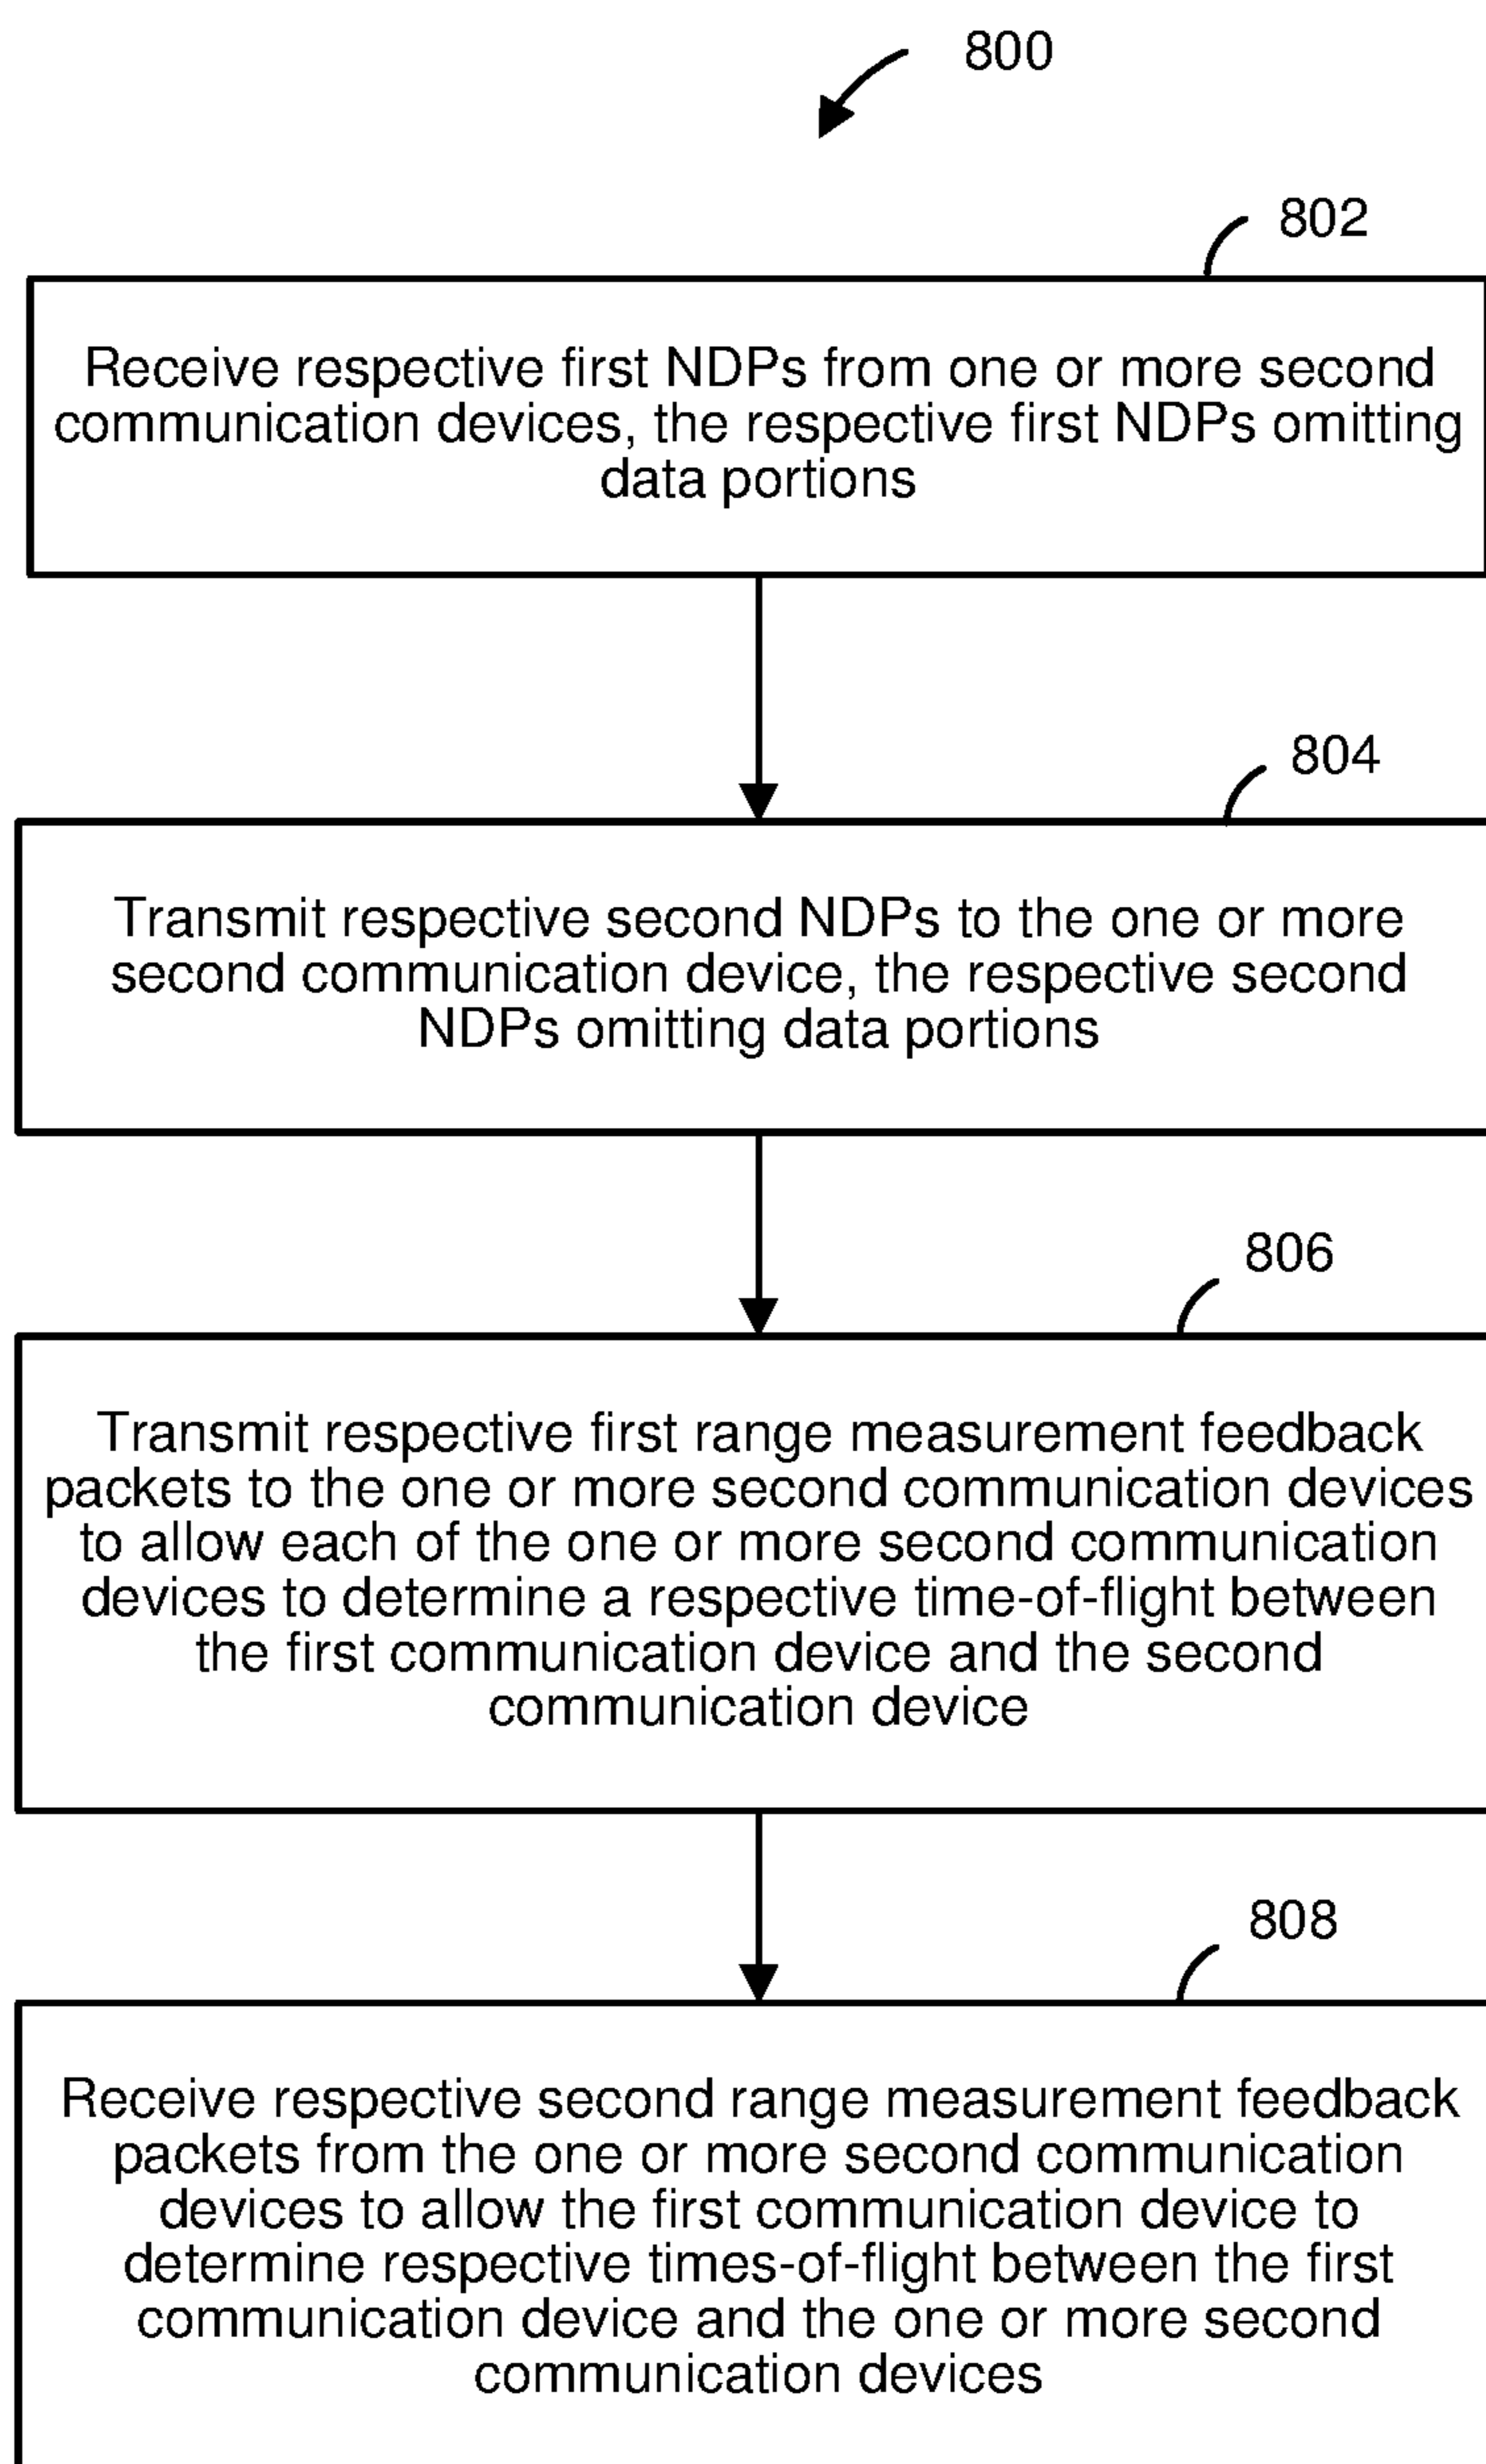 800
802
Receive respective first NDPs from one or more second
communication devices, the respective first NDPs omitting
data portions
804
Transmit respective second NDPs to the one or more
second communication device, the respective second
NDPs omitting data portions
806
Transmit respective first range measurement feedback
packets to the one or more second communication devices
to allow each of the one or more second communication
devices to determine a respective time-of-flight between
the first communication device and the second
communication device
808
Receive respective second range measurement feedback
packets from the one or more second communication
devices to allow the first communication device to
determine respective times-of-flight between the first
communication device and the one or more second
communication devices